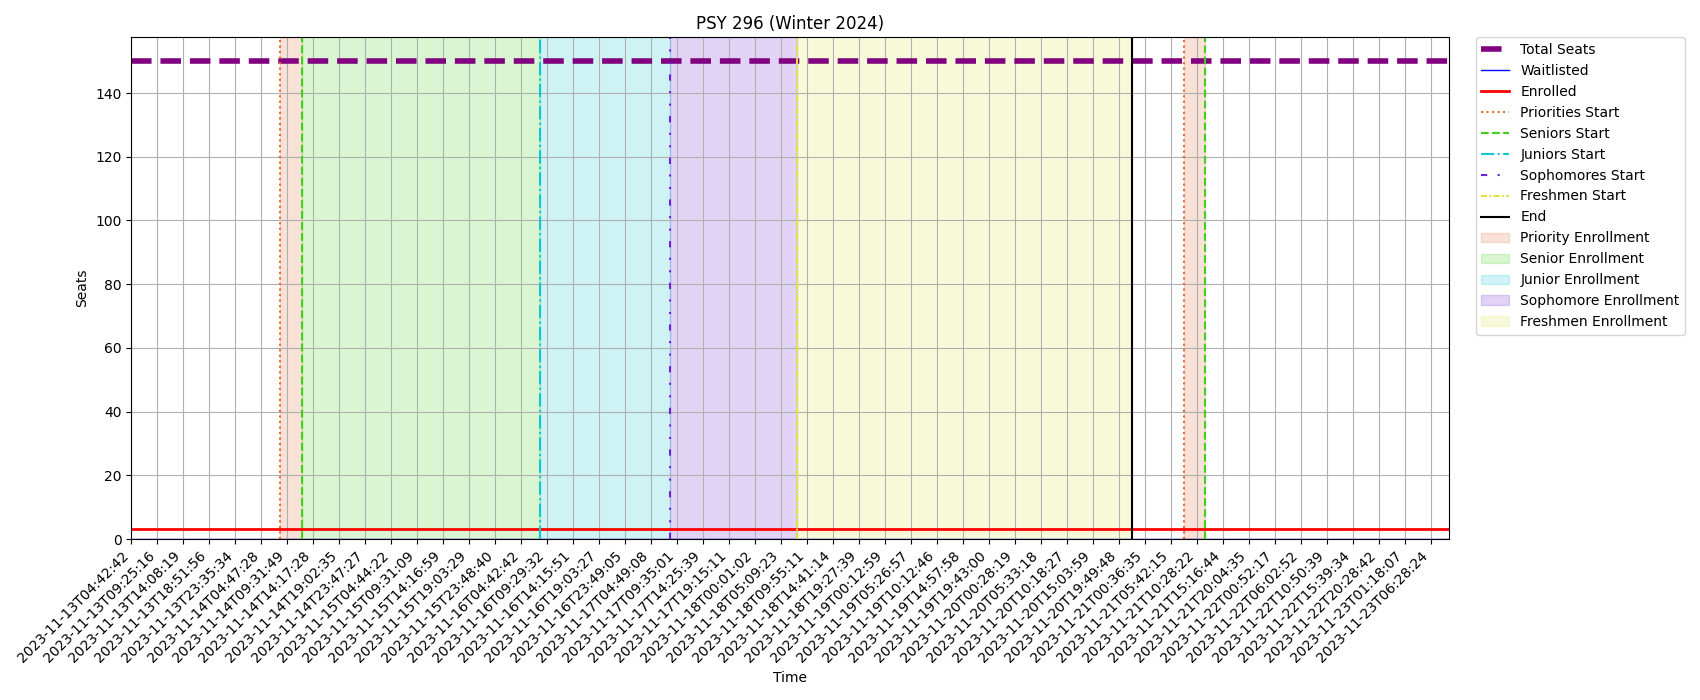 PSY 296 (Winter 2024)
Total Seats
Waitlisted
Enrolled
Priorities Start
Seniors Start
Juniors Start
Sophomores Start
Freshmen Start
End
Priority Enrollment
Senior Enrollment
Junior Enrollment
Sophomore Enrollment
Freshmen Enrollment
Seats
140
120
100
80
60
40
20
0
2023-11-13T04:42:42
2023-11-13T09:25:16
2023-11-13T14:08:19
2023-11-13T18:51:56
2023-11-13T23:35:34
2023-11-14T04:47:28
2023-11-14T09:31:49
2023-11-14T14:17:28
2023-11-14T19:02:35
2023-11-14T23:47:27
2023-11-15T04:44:22
2023-11-15T09:31:09
2023-11-15T14:16:59
2023-11-15T19:03:29
2023-11-15T23:48:40
2023-11-16T04:42:42
2023-11-16T09:29:32
2023-11-16T14:15:51
2023-11-16T19:03:27
2023-11-16T23:49:05
2023-11-17T04:49:08
2023-11-17T09:35:01
2023-11-17T14:25:39
2023-11-17T19:15:11
2023-11-18T00:01:02
2023-11-18T05:09:23
2023-11-18T09:55:11
2023-11-18T14:41:14
2023-11-18T19:27:39
2023-11-19T00:12:59
2023-11-19T05:26:57
2023-11-19T10:12:46
2023-11-19T14:57:58
2023-11-19T19:43:00
2023-11-20T00:28:19
2023-11-20T05:33:18
2023-11-20T10:18:27
2023-11-20T15:03:59
2023-11-20T19:49:48
2023-11-21T00:36:35
2023-11-21T05:42:15
2023-11-21T10:28:22
2023-11-21T15:16:44
2023-11-21T20:04:35
2023-11-22T00:52:17
2023-11-22T06:02:52
2023-11-22T10:50:39
2023-11-22T15:39:34
2023-11-22T20:28:42
2023-11-23T01:18:07
2023-11-23T06:28:24
Time